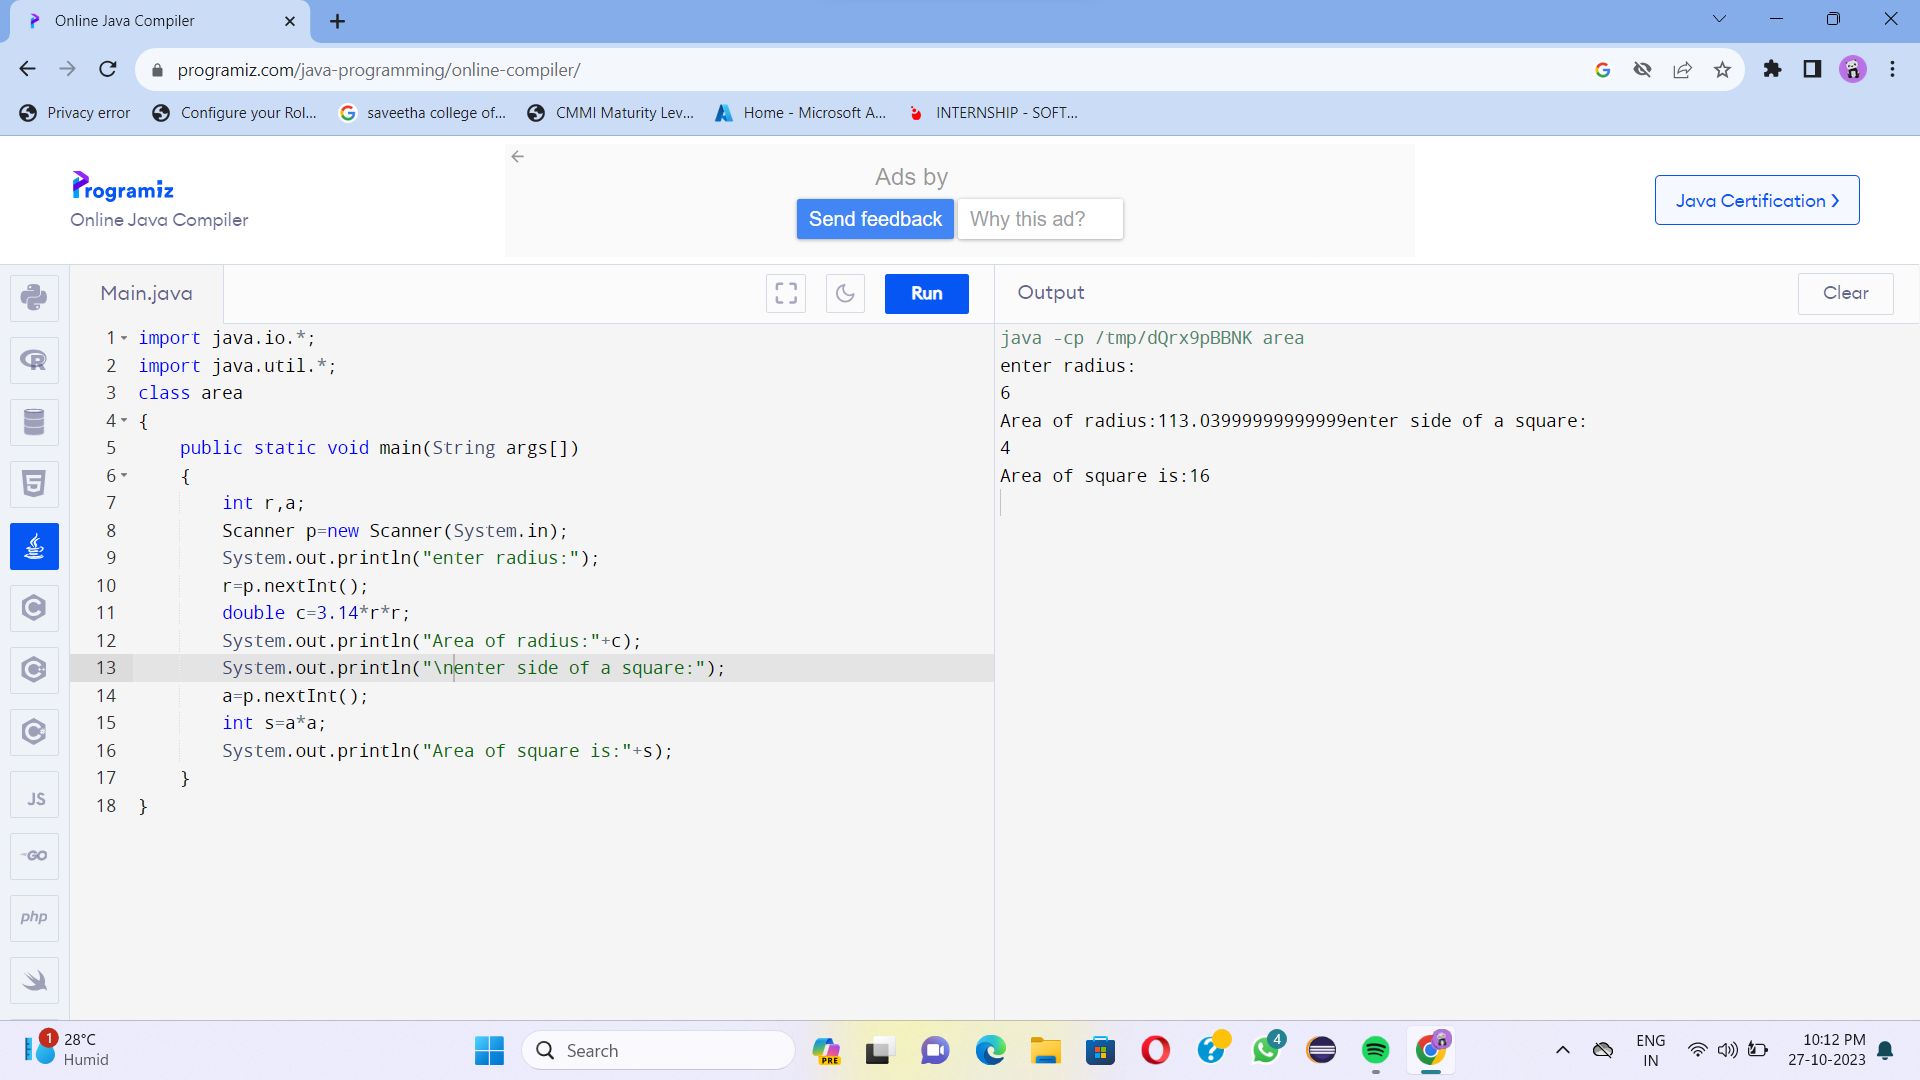 Online Java Compiler
programiz.com/java-programming/online-compiler/
Privacy error
Configure your Rol...
saveetha college of...
CMMI Maturity Lev...
Home - Microsoft A...
INTERNSHIP - SOFT...
Programiz
Online Java Compiler
Ads by
Send feedback
Why this ad?
Java Certification ❯
Main.java
Run
Output
Clear
1 import java.io.*;
2 import java.util.*;
3 class area
4 {
5 public static void main(String args[])
6 {
7 int r,a;
8 Scanner p=new Scanner(System.in);
9 System.out.println("enter radius:");
10 r=p.nextInt();
11 double c=3.14*r*r;
12 System.out.println("Area of radius:"+c);
13 System.out.println("\nenter side of a square:");
14 a=p.nextInt();
15 int s=a*a;
16 System.out.println("Area of square is:"+s);
17 }
18 }
java -cp /tmp/dQrx9pBBNK area
enter radius:
6
Area of radius:113.03999999999999enter side of a square:
4
Area of square is:16
R
5
C
C
C
JS
GO
php
1
28°C
Humid
Search
PRE
4
ENG
IN
10:12 PM
27-10-2023